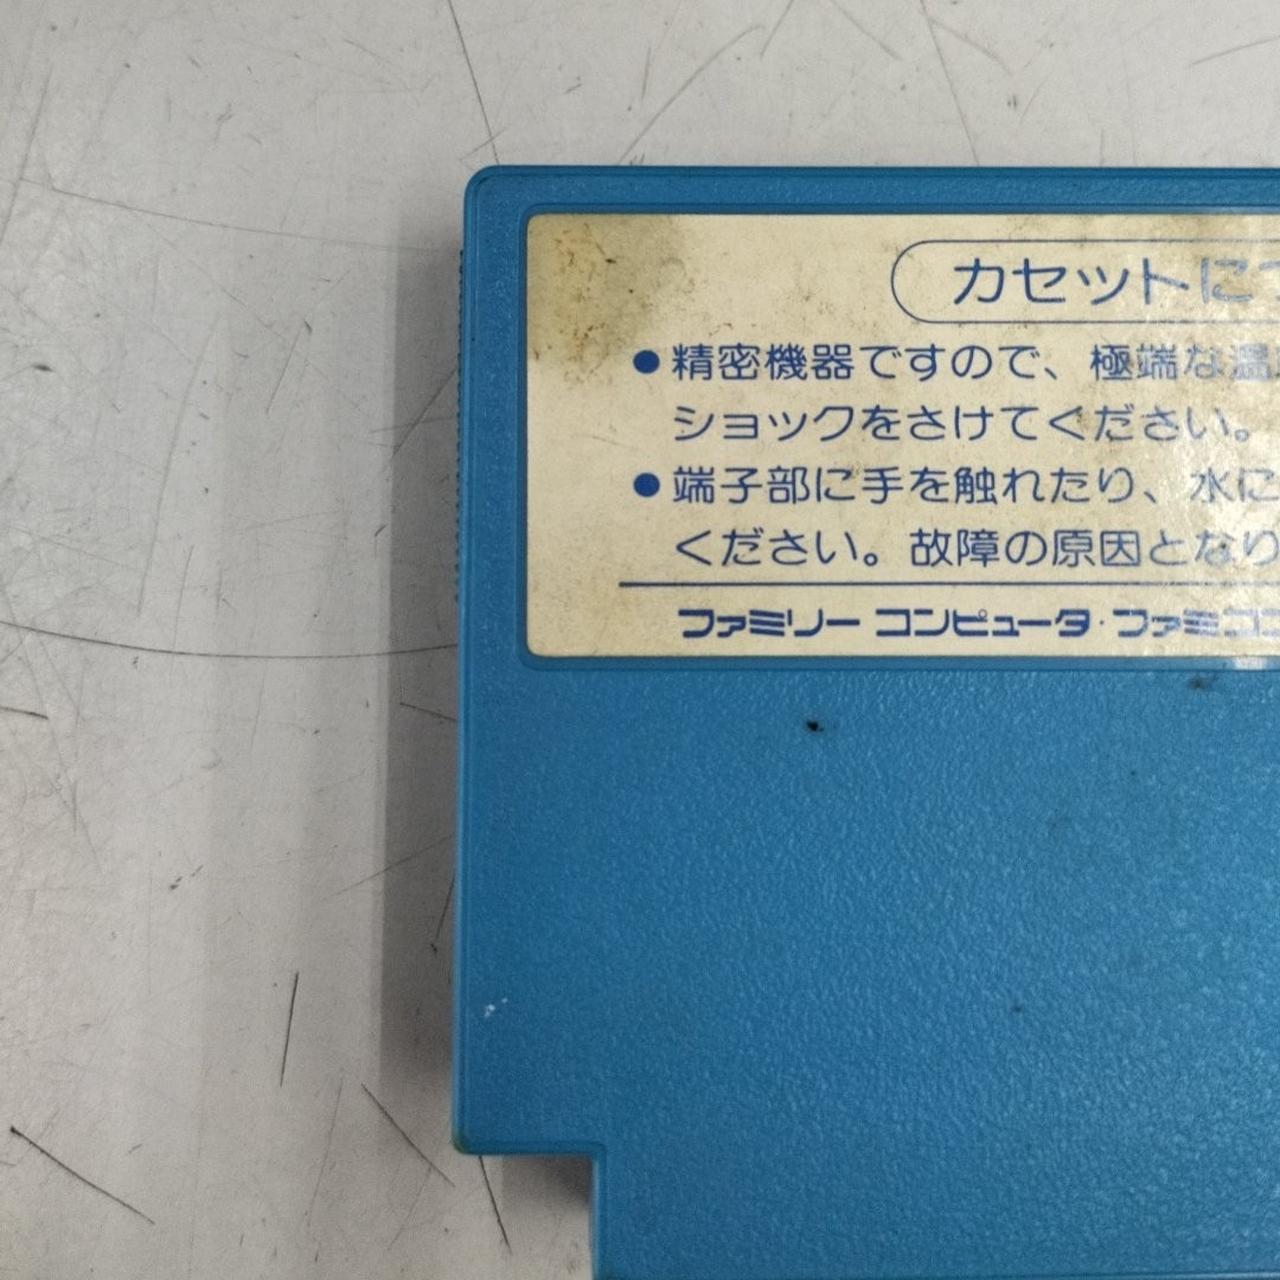 カセットにつ
●精密機器ですので、極端な温
ショックをさけてください。
●端子部に手を触れたり、水に
ください。故障の原因となり
ファミリー コンピュータ・ファミコン